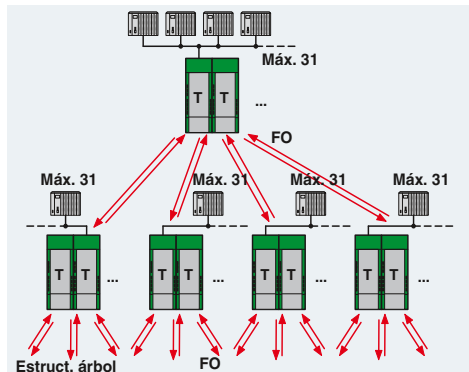 Máx. 31
T T ...
FO
Máx. 31 Máx. 31 Máx. 31 Máx. 31
T T ... T T ... T T ... T T ...
Estruct. árbol FO